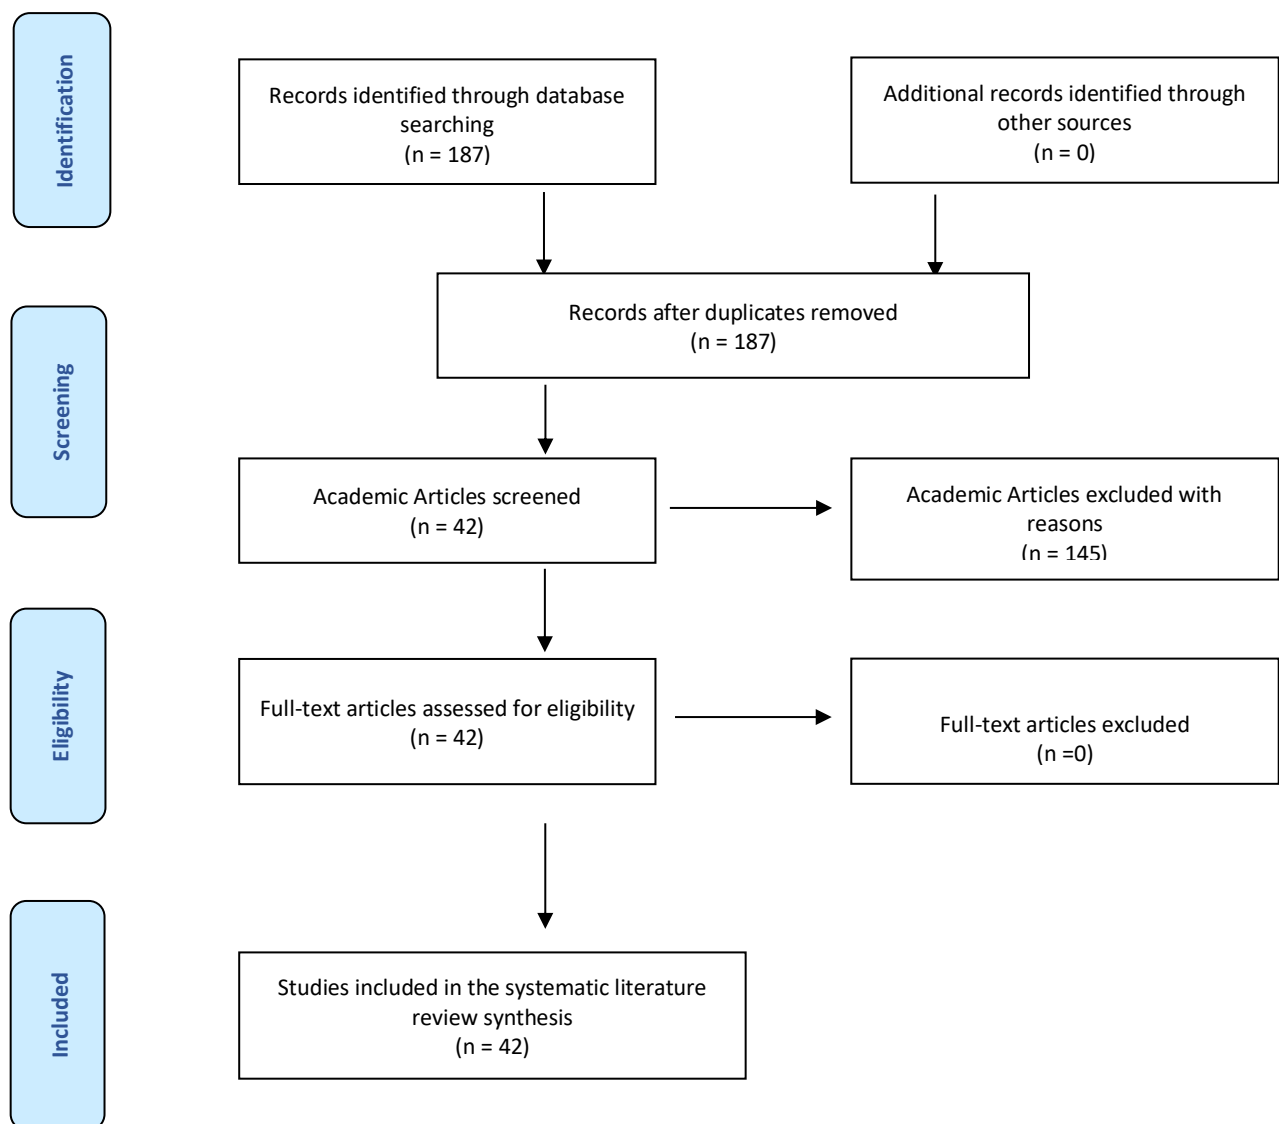 Identification
Records identified through database
searching
(n = 187)
Additional records identified through
other sources
(n = 0)
Records after duplicates removed
(n = 187)
Screening
Academic Articles screened
(n = 42)
Academic Articles excluded with
reasons
(n = 145)
Eligibility
Full-text articles assessed for eligibility
(n = 42)
Full-text articles excluded
(n =0)
Included
Studies included in the systematic literature
review synthesis
(n = 42)